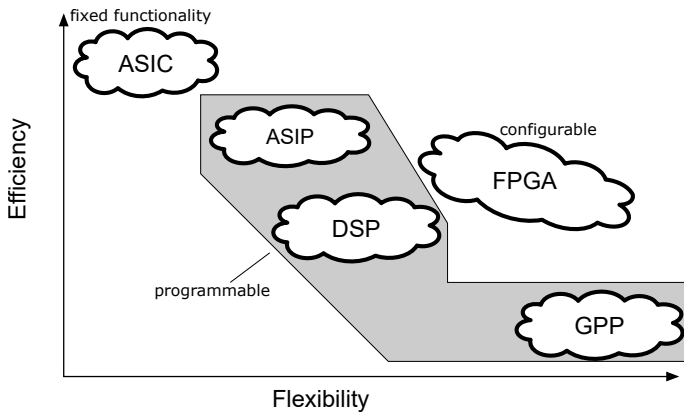 fixed functionality
ASIC
ASIP
configurable
FPGA
DSP
programmable
GPP
Efficiency
Flexibility